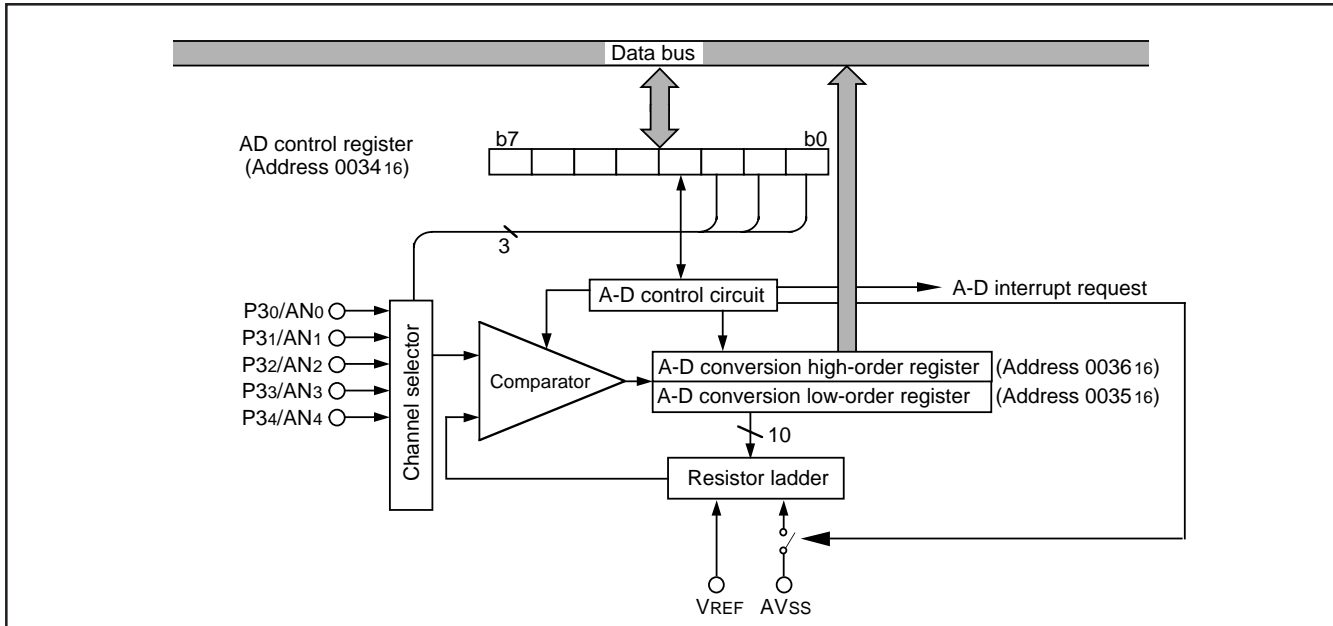 Data bus
AD control register
(Address 0034₁₆)
b7
b0
3
A-D control circuit
A-D interrupt request
P3₀/AN₀
P3₁/AN₁
P3₂/AN₂
P3₃/AN₃
P3₄/AN₄
Channel selector
Comparator
A-D conversion high-order register
(Address 0036₁₆)
A-D conversion low-order register
(Address 0035₁₆)
10
Resistor ladder
VREF
AVSS